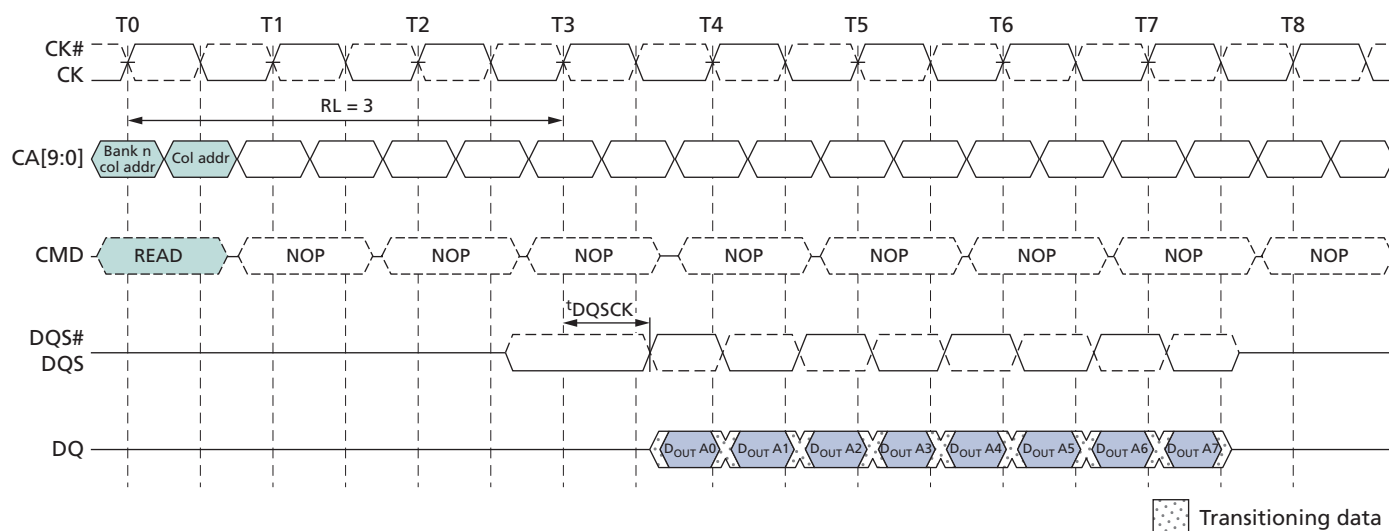 T0 T1 T2 T3 T4 T5 T6 T7 T8
CK#
CK
RL = 3
CA[9:0] Bank n col addr Col addr
CMD READ NOP NOP NOP NOP NOP NOP NOP NOP
tDQSCK
DQS#
DQS
DQ DOUT A0 DOUT A1 DOUT A2 DOUT A3 DOUT A4 DOUT A5 DOUT A6 DOUT A7
Transitioning data